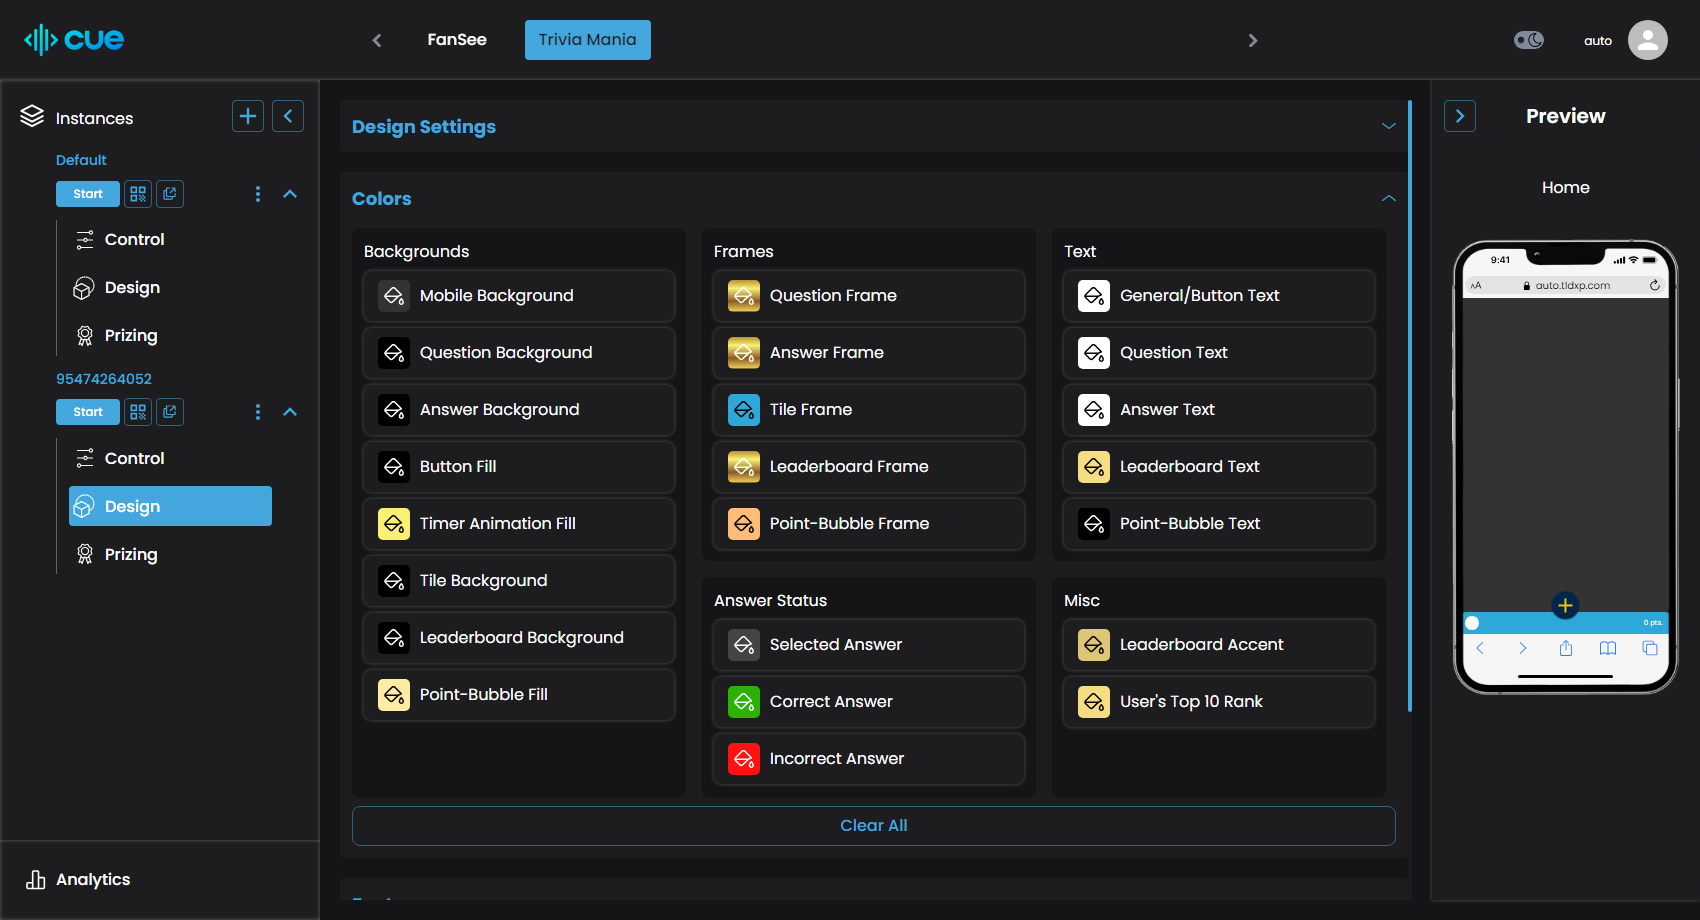 cue
FanSee
Trivia Mania
auto
Instances
Default
Start
Control
Design
Prizing
95474264052
Start
Control
Design
Prizing
Analytics
Design Settings
Colors
Backgrounds
Mobile Background
Question Background
Answer Background
Button Fill
Timer Animation Fill
Tile Background
Leaderboard Background
Point-Bubble Fill
Frames
Question Frame
Answer Frame
Tile Frame
Leaderboard Frame
Point-Bubble Frame
Text
General/Button Text
Question Text
Answer Text
Leaderboard Text
Point-Bubble Text
Answer Status
Selected Answer
Correct Answer
Incorrect Answer
Misc
Leaderboard Accent
User's Top 10 Rank
Clear All
Preview
Home
9:41
AA
auto.tldxp.com
0 pts.